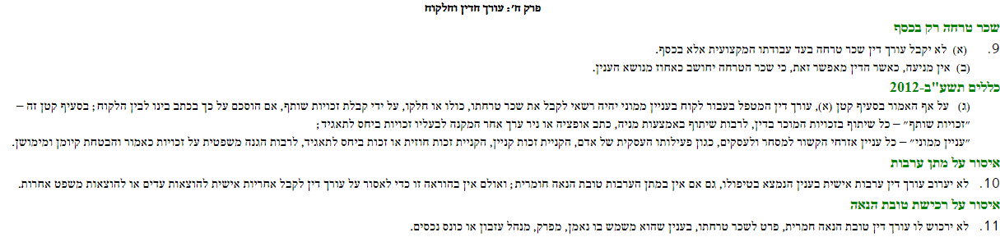 פרק ח': עורך הדין וחלקוח
שכר טרחה רק בכסף
9. (א) לא יקבל עורך דין שכר טרחה בעד עבודתו המקצועית אלא בכסף.
(ב) אין מניעה, כאשר הדין מאפשר זאת, כי שכר הטרחה יחושב כאחוז מנושא הענין.
כללים תשע"ב-2012
(ג) על אף האמור בסעיף קטן (א), עורך דין המטפל בעבור לקוח בעניין ממוני יהיה רשאי לקבל את שכר טרחתו, כולו או חלקו, על ידי קבלת זכויות שותף, אם הוסכם על כך בכתב בינו לבין הלקוח; בסעיף קטן זה –
"זכויות שותף" – כל שיתוף בזכויות המוכר בדין, לרבות שיתוף באמצעות מניה, כתב אופציה או ניר ערך אחר המקנה לבעליו זכויות ביחס לתאגיד;
"עניין ממוני" – כל עניין אזרחי הקשור למסחר ולעסקים, כגון פעילותו העסקית של אדם, הקניית זכות קניין, הקניית זכות חוזית או זכות ביחס לתאגיד, לרבות הגנה משפטית על זכויות כאמור והבטחת קיומן ומימושן.
איסור על מתן ערבות
10. לא יערוב עורך דין ערבות אישית בענין הנמצא בטיפולו, גם אם אין במתן הערבות טובת הנאה חומרית; ואולם אין בהוראה זו כדי לאסור על עורך דין לקבל אחריות אישית להוצאות עדים או להוצאות משפט אחרות.
איסור על רכישת טובת הנאה
11. לא ירכוש לו עורך דין טובת הנאה חמרית, פרט לשכר טרחתו, בענין שהוא משמש בו נאמן, מפרק, מנהל עזבון או כונס נכסים.